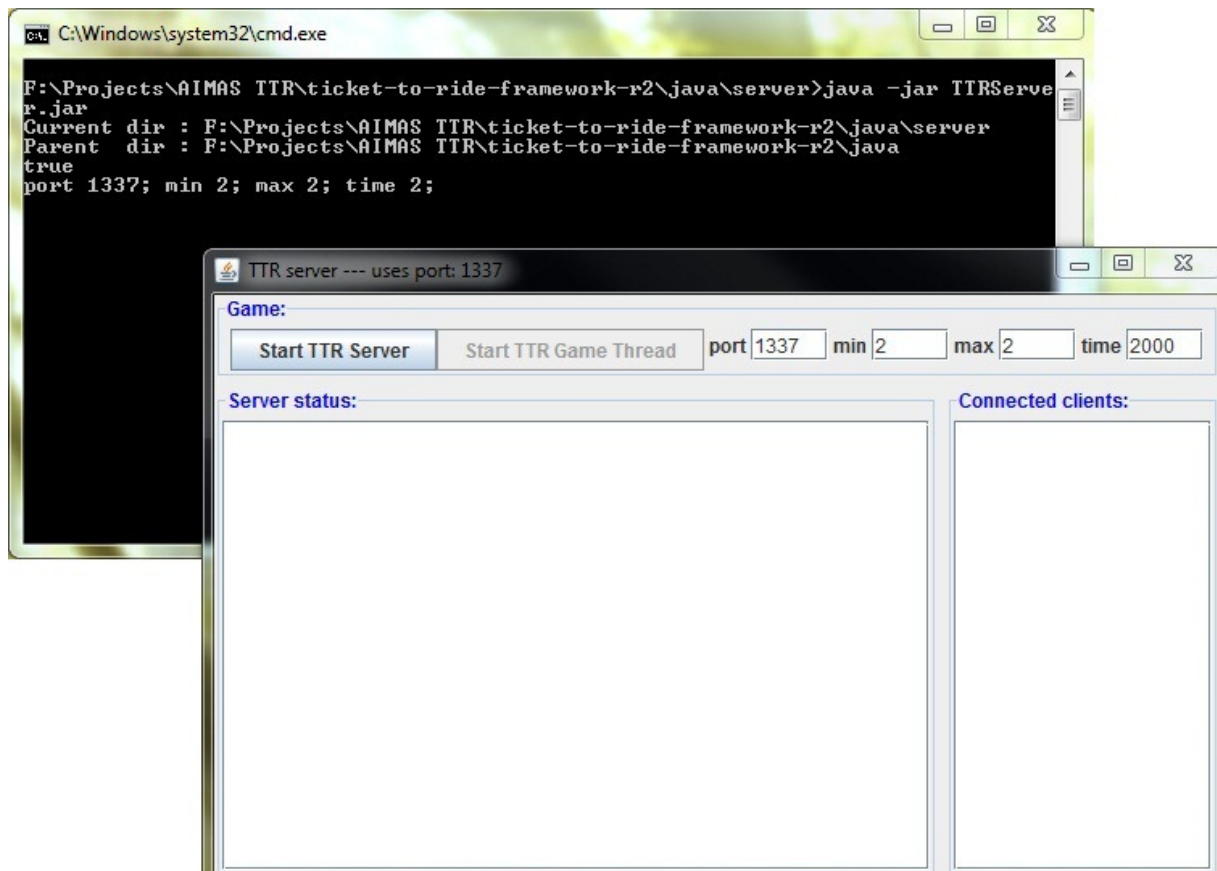 C:\Windows\system32\cmd.exe
F:\Projects\AIMAS TTR\ticket-to-ride-framework-r2\java\server>java -jar TTRServe
r.jar
Current dir : F:\Projects\AIMAS TTR\ticket-to-ride-framework-r2\java\server
Parent  dir : F:\Projects\AIMAS TTR\ticket-to-ride-framework-r2\java
true
port 1337; min 2; max 2; time 2;
TTR server --- uses port: 1337
Game:
Start TTR Server Start TTR Game Thread port 1337 min 2 max 2 time 2000
Server status: Connected clients: